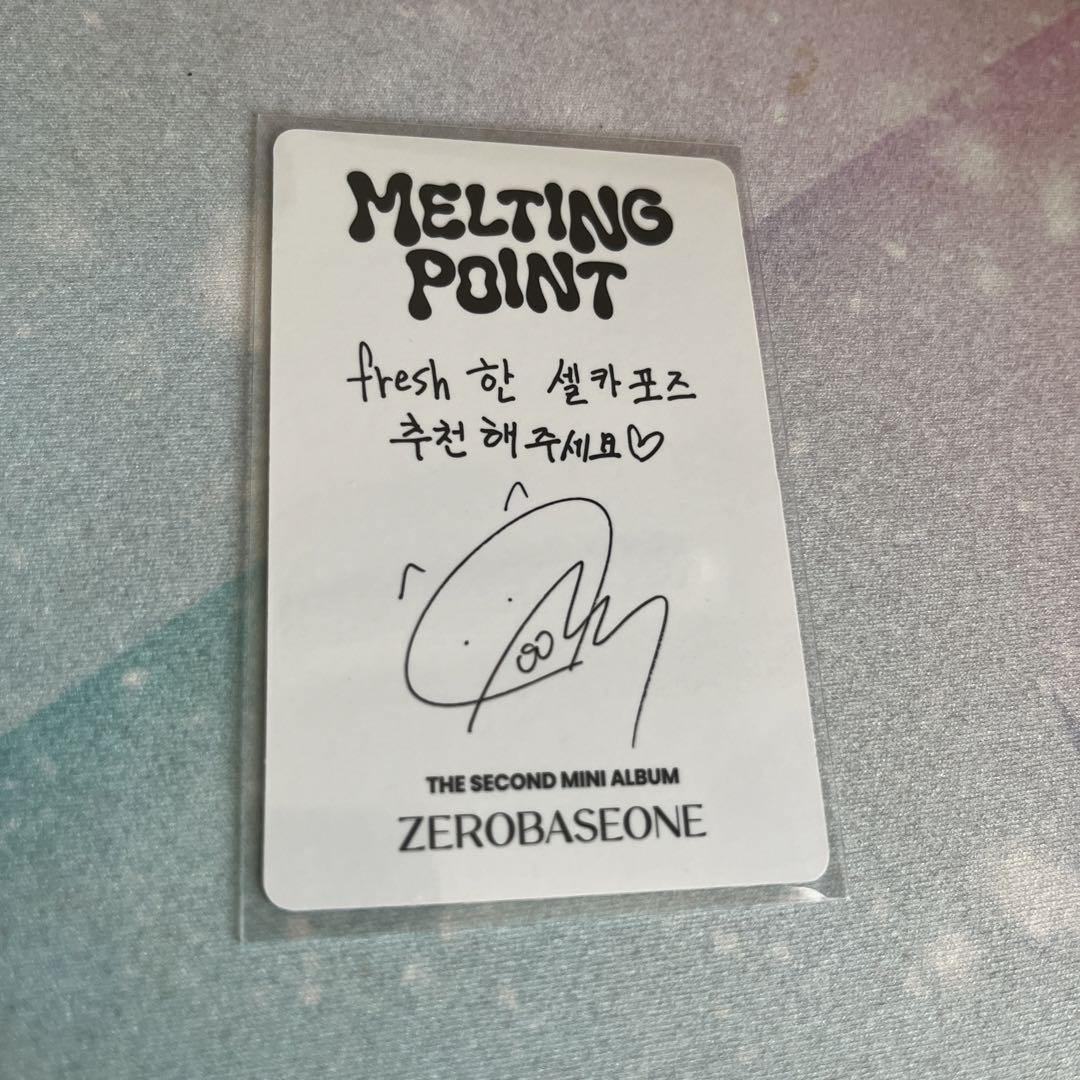 MELTING
POINT
fresh 한 셀카포즈
추천해주세요♡
THE SECOND MINI ALBUM
ZEROBASEONE